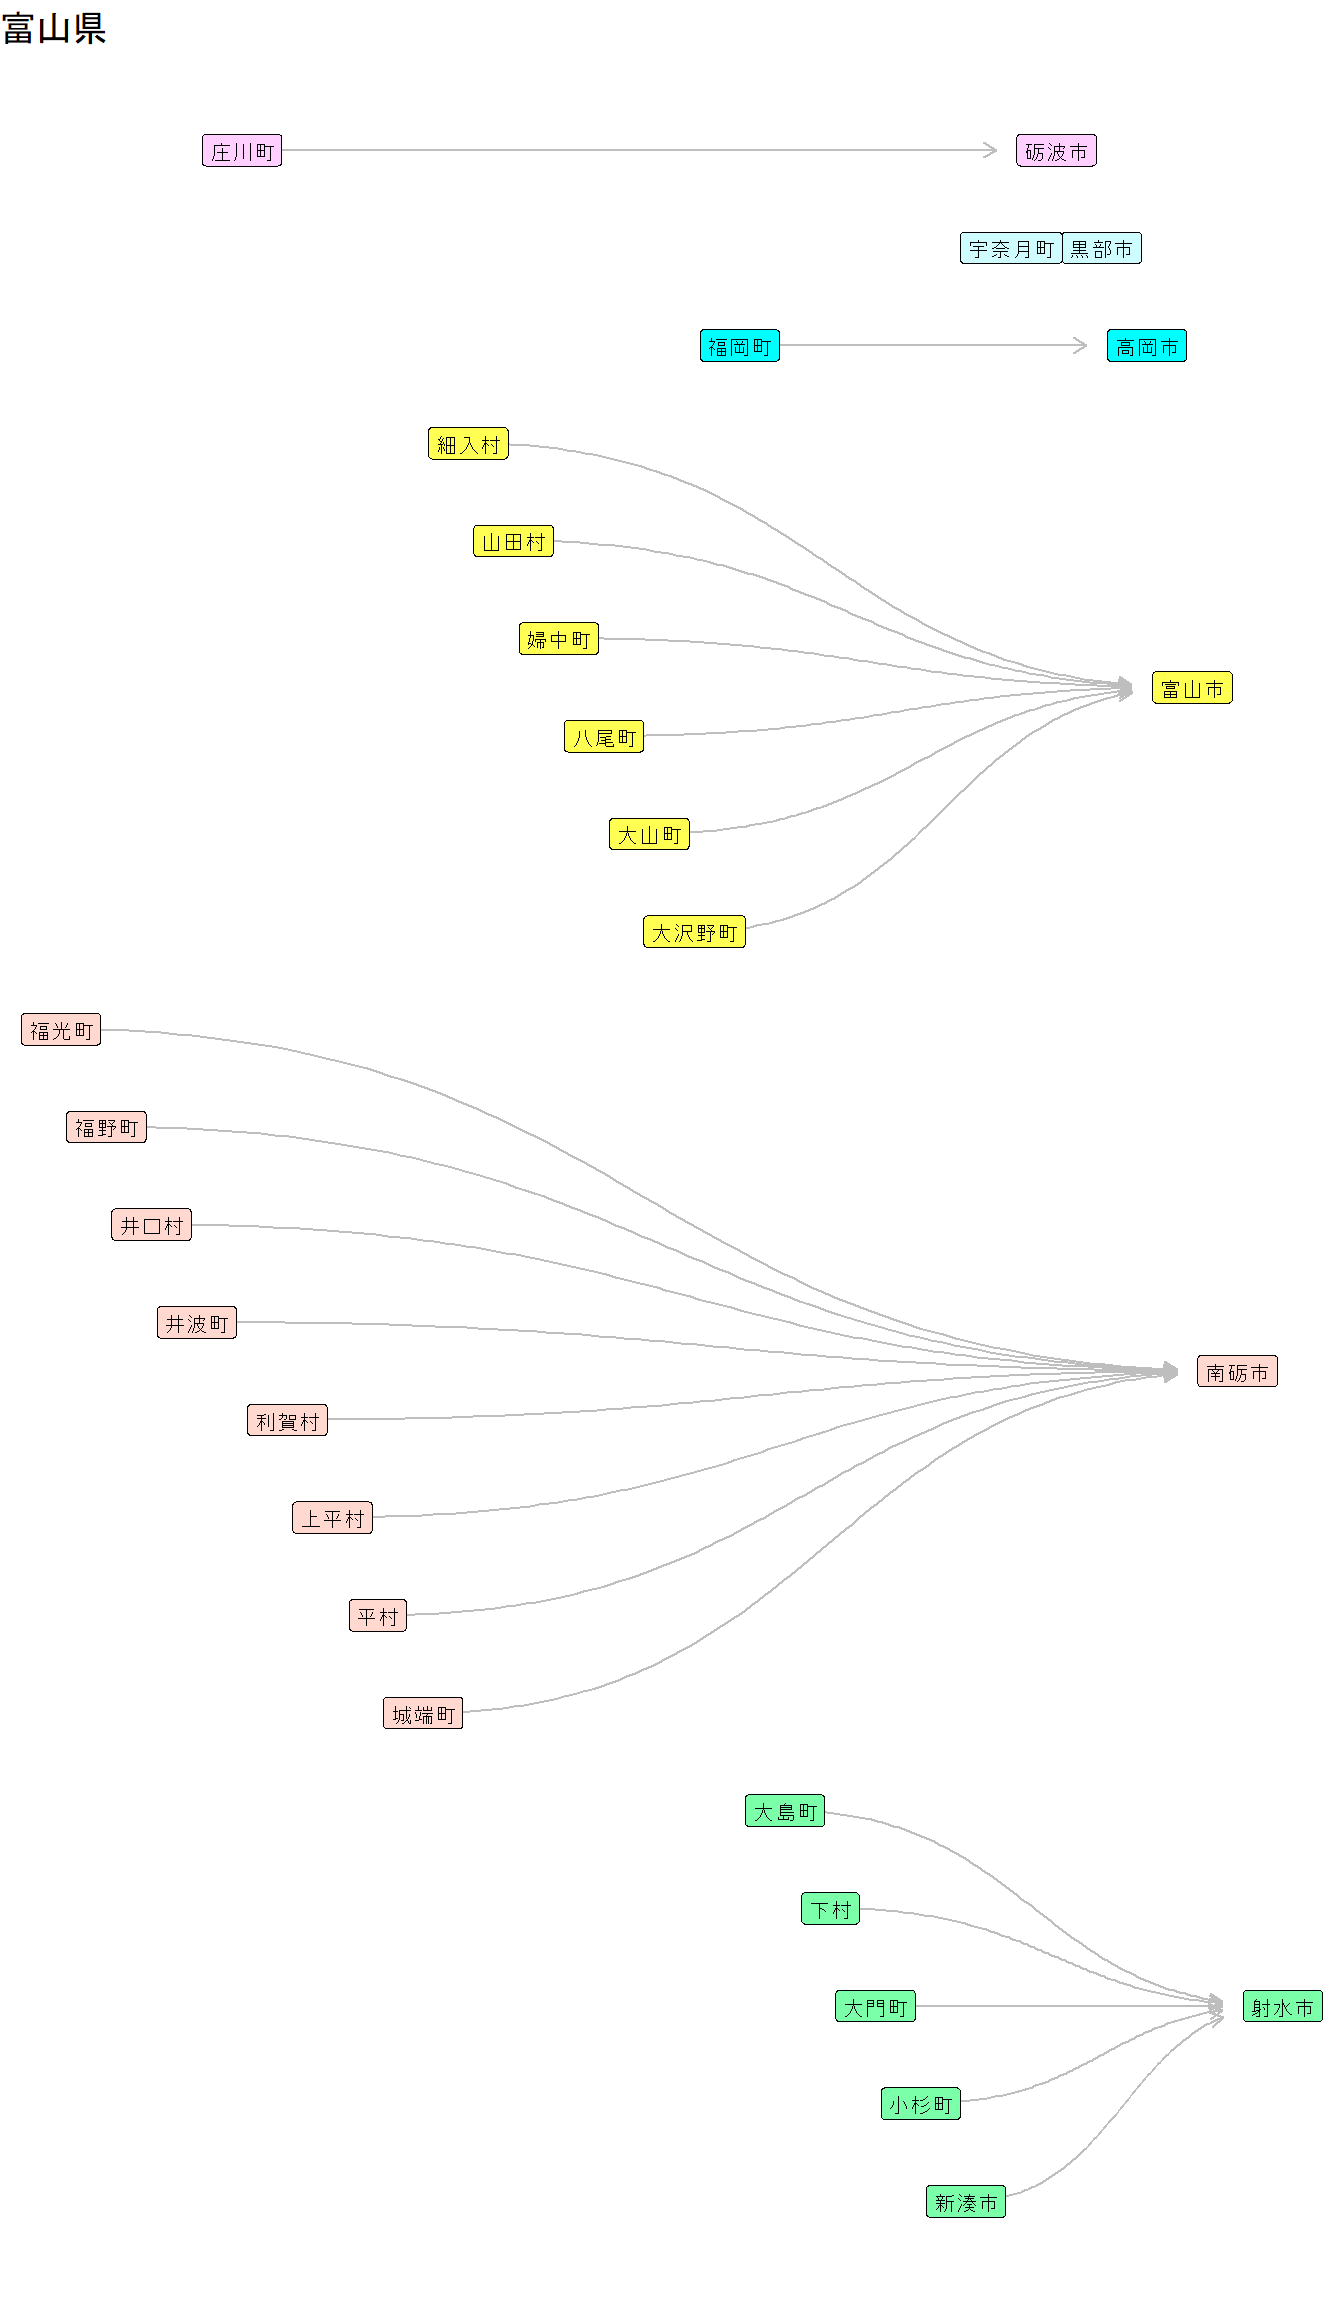 富山県
庄川町
砺波市
宇奈月町
黒部市
福岡町
高岡市
細入村
山田村
婦中町
富山市
八尾町
大山町
大沢野町
福光町
福野町
井口村
井波町
南砺市
利賀村
上平村
平村
城端町
大島町
下村
大門町
射水市
小杉町
新湊市